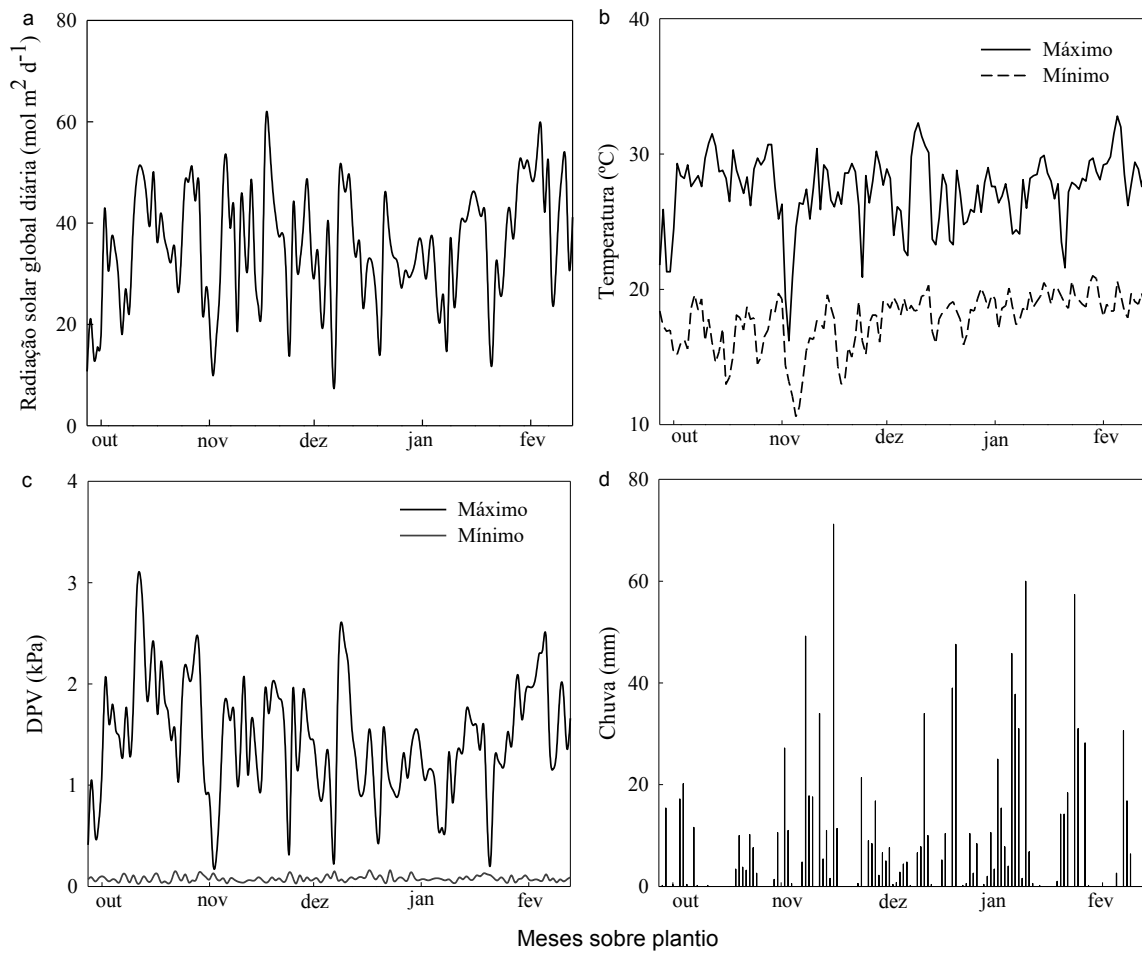 a
80
60
40
20
0
Radiação solar global diária (mol m² d⁻¹)
out nov dez jan fev
b
40
30
20
10
Temperatura (ºC)
Máximo
Mínimo
out nov dez jan fev
c
4
3
2
1
0
DPV (kPa)
Máximo
Mínimo
out nov dez jan fev
d
80
60
40
20
0
Chuva (mm)
out nov dez jan fev
Meses sobre plantio